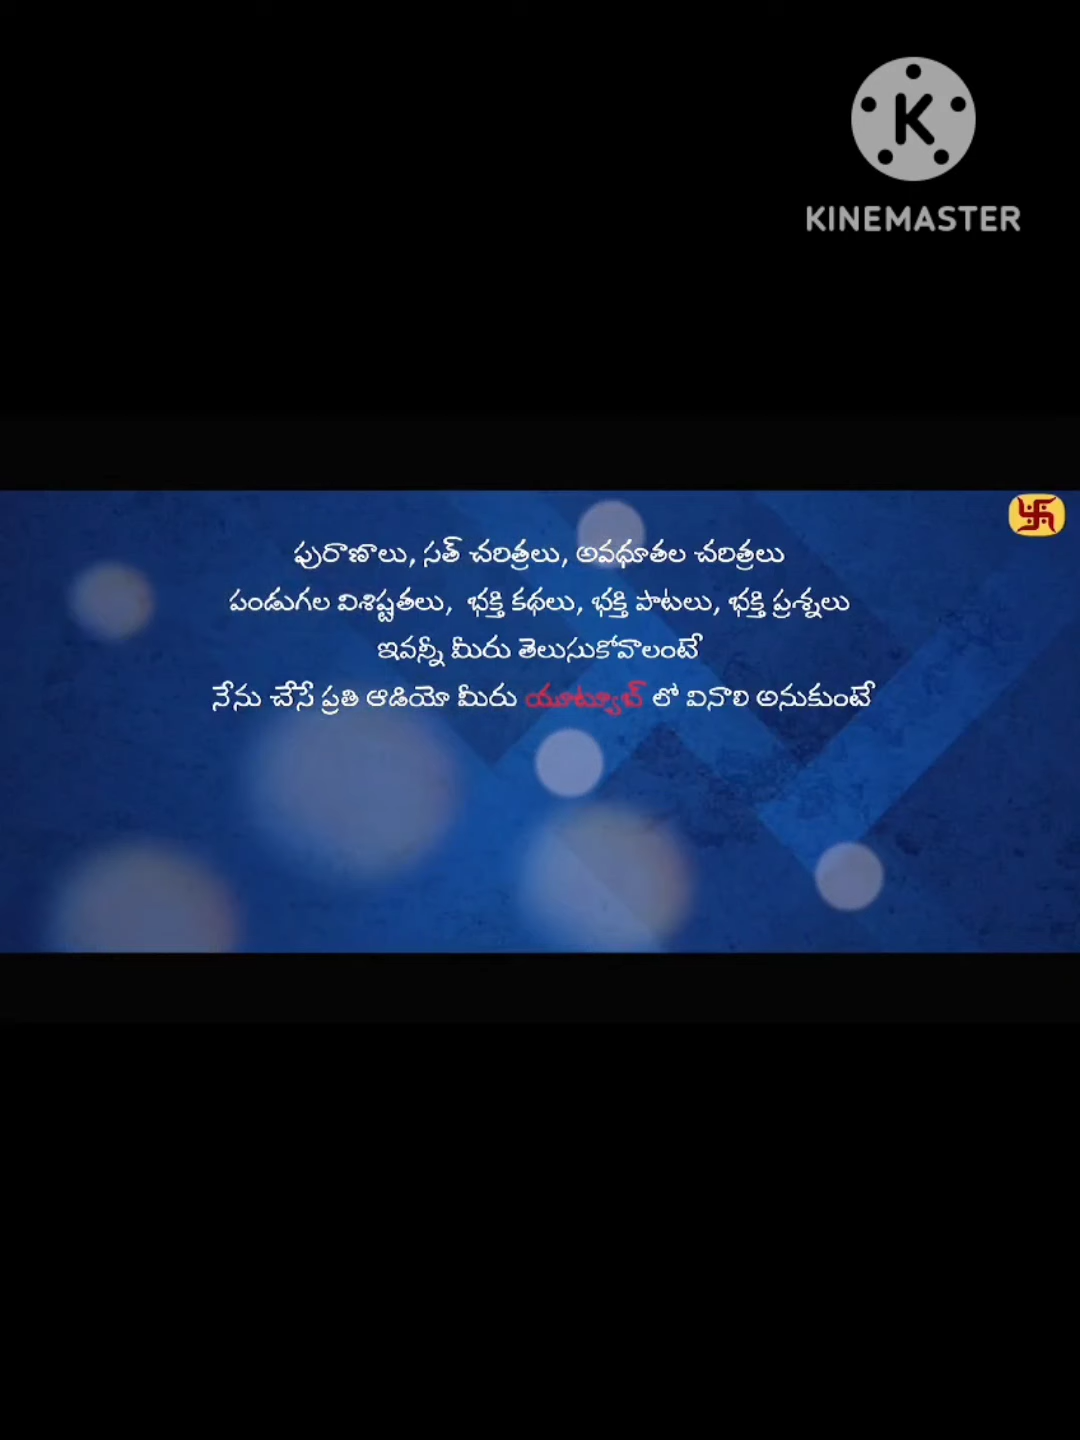 KINEMASTER
పురాణాలు, సత్ చరిత్రలు, అవధూతల చరిత్రలు
పండుగల విశిష్టతలు, భక్తి కథలు, భక్తి పాటలు, భక్తి ప్రశ్నలు
ఇవన్నీ మీరు తెలుసుకోవాలంటే
నేను చేసే ప్రతి ఆడియో మీరు యూట్యూబ్ లో వినాలి అనుకుంటే